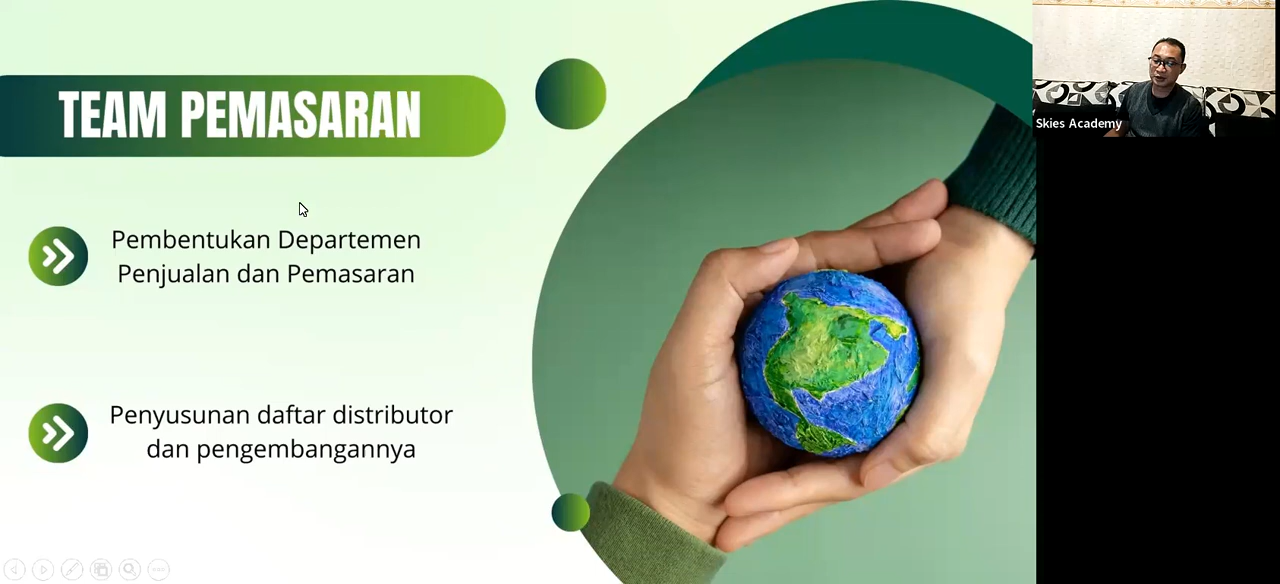 TEAM PEMASARAN
Pembentukan Departemen
Penjualan dan Pemasaran
Penyusunan daftar distributor
dan pengembangannya
Skies Academy